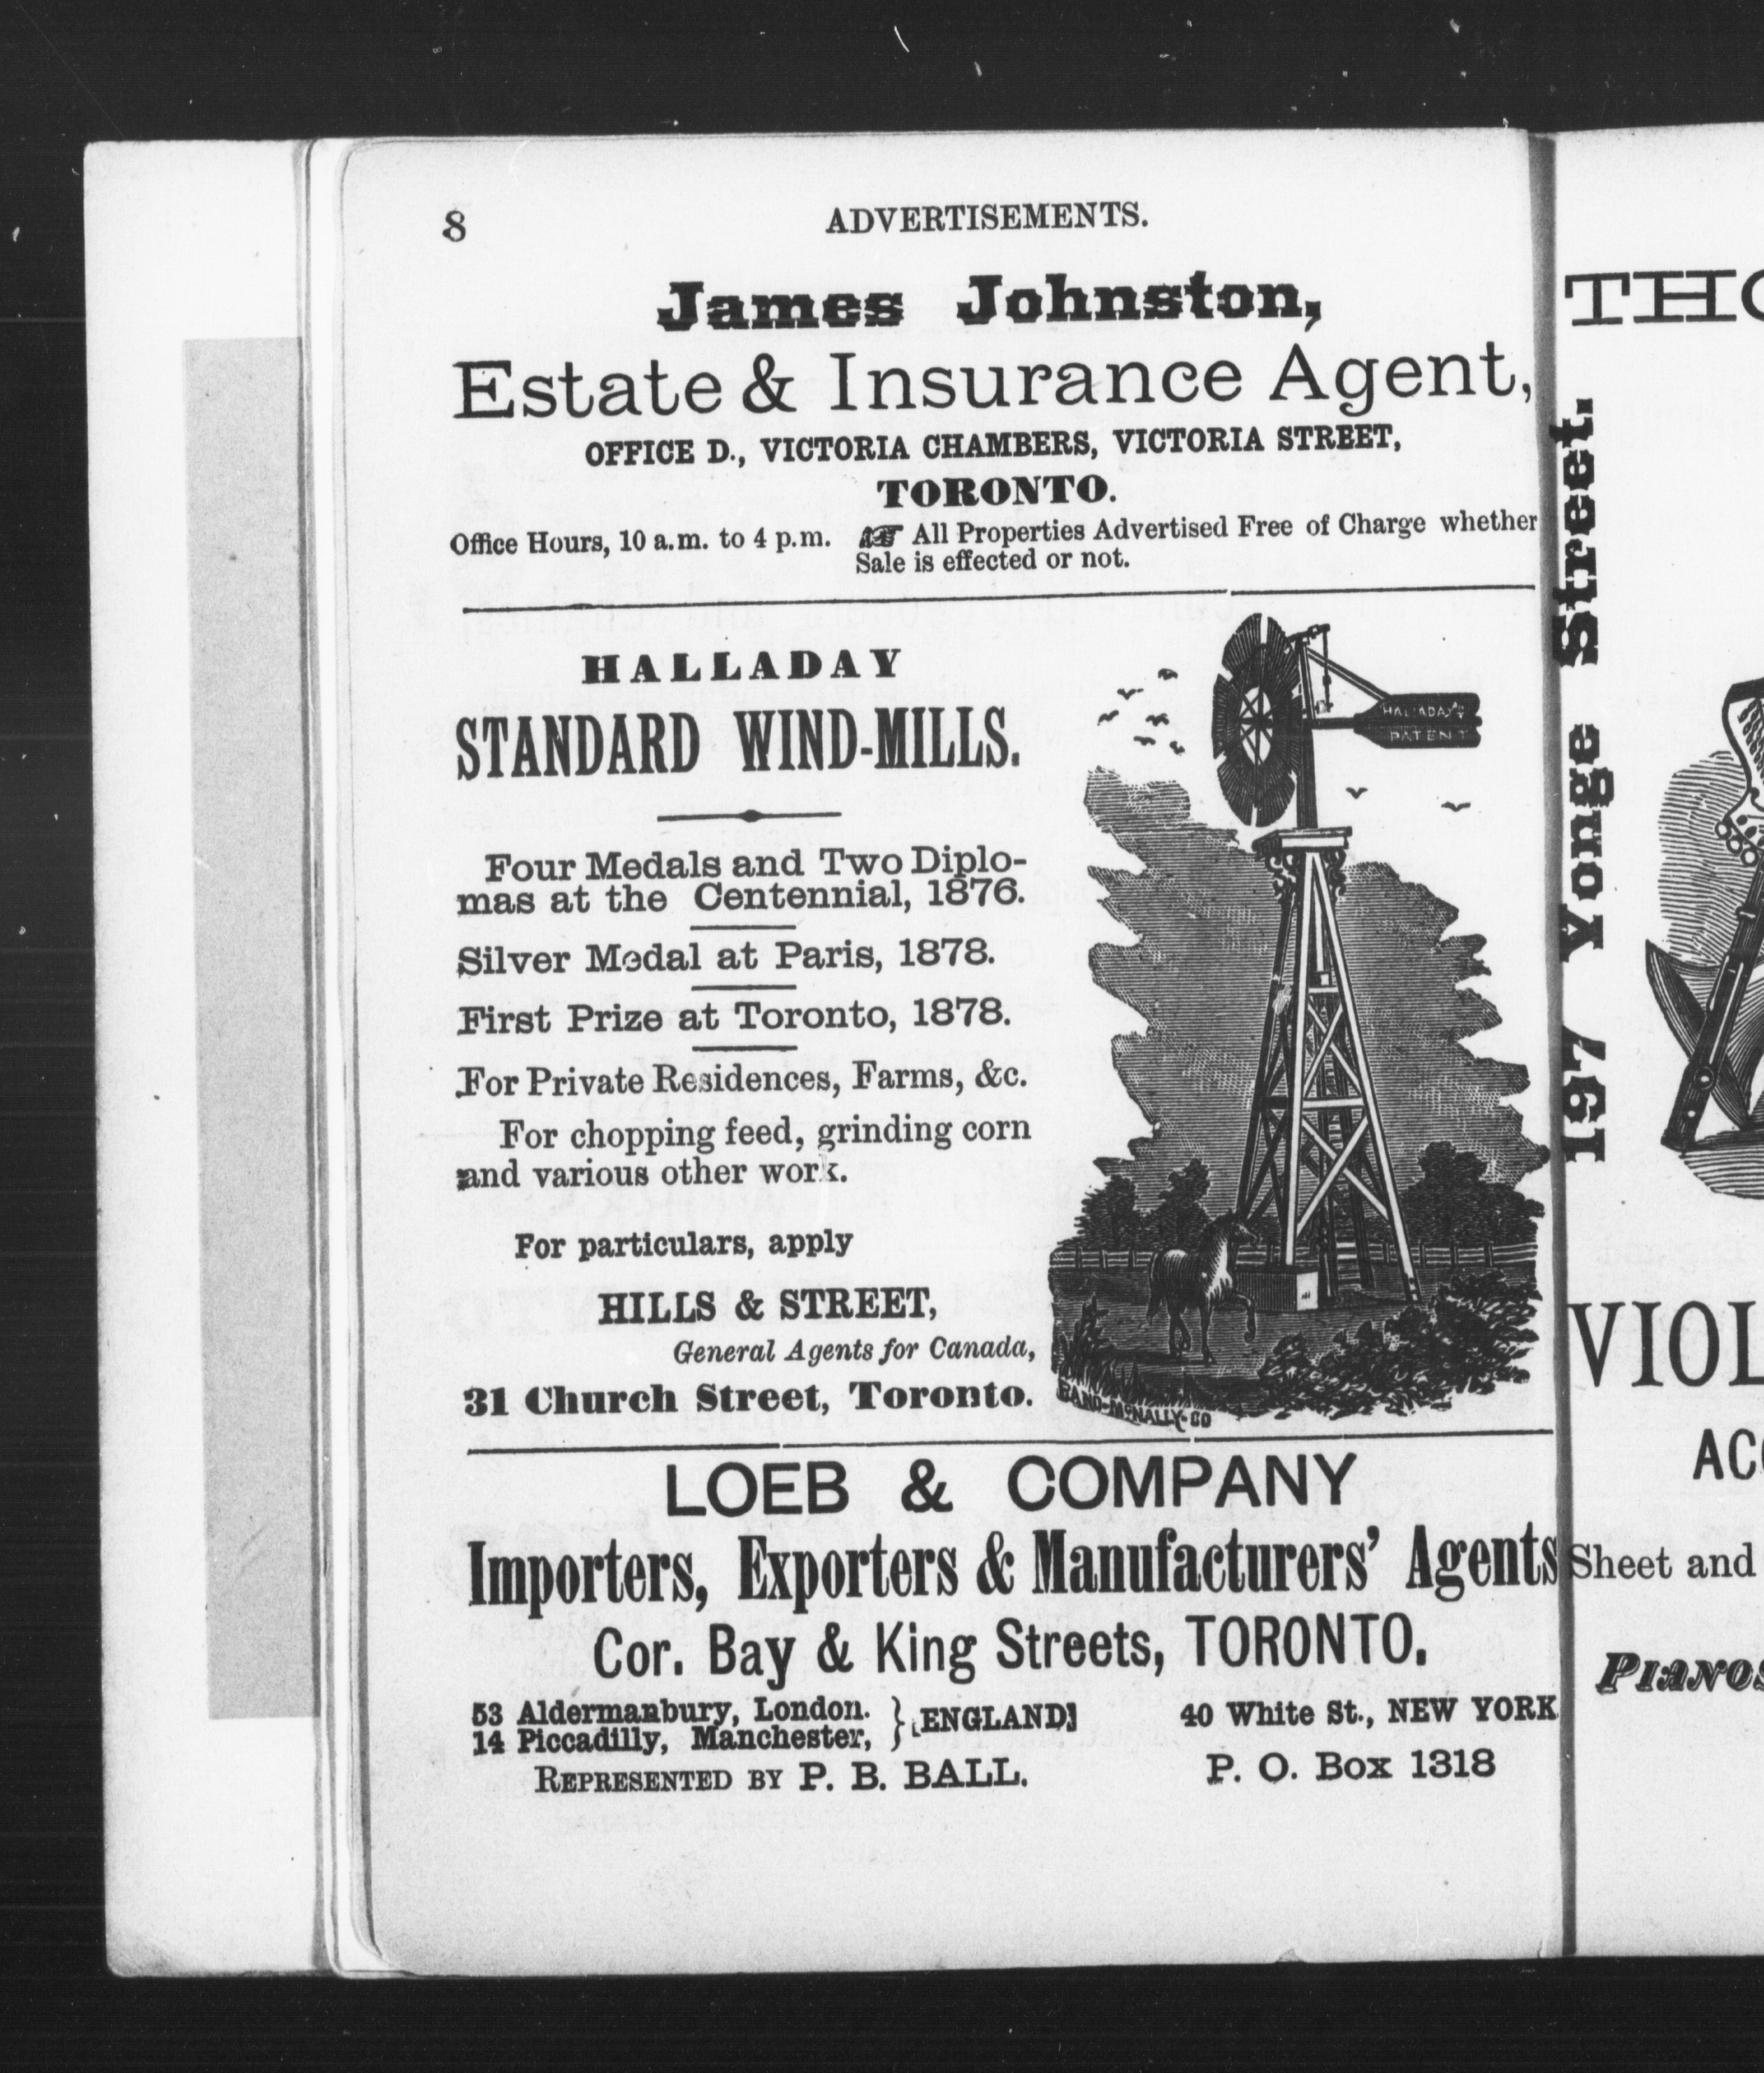 8
ADVERTISEMENTS.
James Johnston,
Estate & Insurance Agent,
OFFICE D., VICTORIA CHAMBERS, VICTORIA STREET,
TORONTO.
Office Hours, 10 a.m. to 4 p.m. ☞ All Properties Advertised Free of Charge whether
Sale is effected or not.
HALLADAY
STANDARD WIND-MILLS.
Four Medals and Two Diplo-
mas at the Centennial, 1876.
Silver Medal at Paris, 1878.
First Prize at Toronto, 1878.
For Private Residences, Farms, &c.
For chopping feed, grinding corn
and various other work.
For particulars, apply
HILLS & STREET,
General Agents for Canada,
31 Church Street, Toronto.
HALLADAY'S
PATENT
RAND-McNALLY-CO
LOEB & COMPANY
Importers, Exporters & Manufacturers' Agents
Cor. Bay & King Streets, TORONTO.
53 Aldermanbury, London.
14 Piccadilly, Manchester, } [ENGLAND]
REPRESENTED BY P. B. BALL.
40 White St., NEW YORK
P. O. Box 1318
THO
197 Yonge Street.
VIOL
ACC
Sheet and
PIANOS